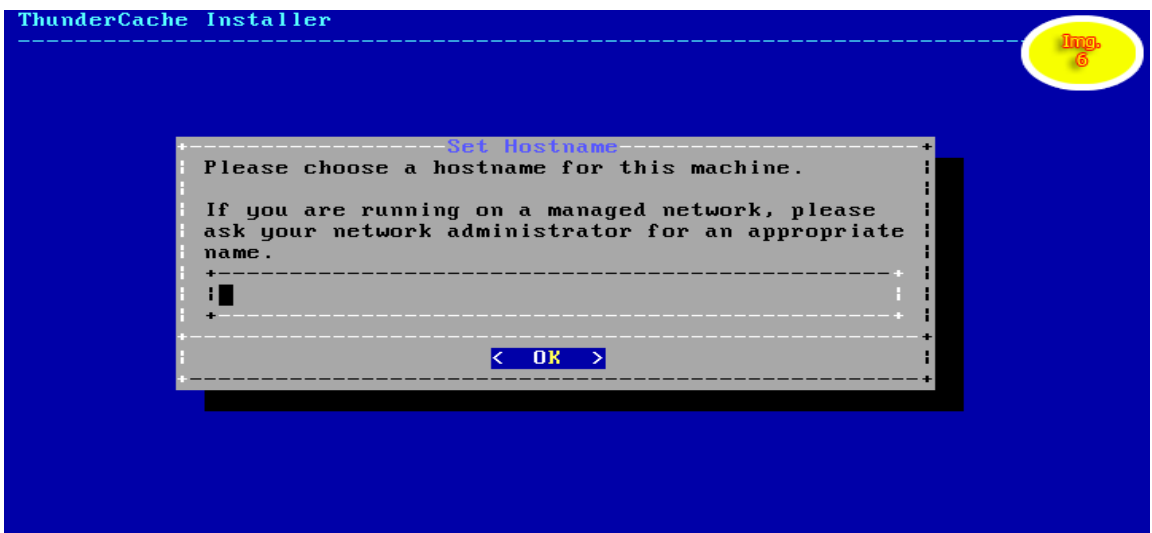 ThunderCache Installer
Img.
6
Set Hostname
Please choose a hostname for this machine.
If you are running on a managed network, please
ask your network administrator for an appropriate
name.
< OK >